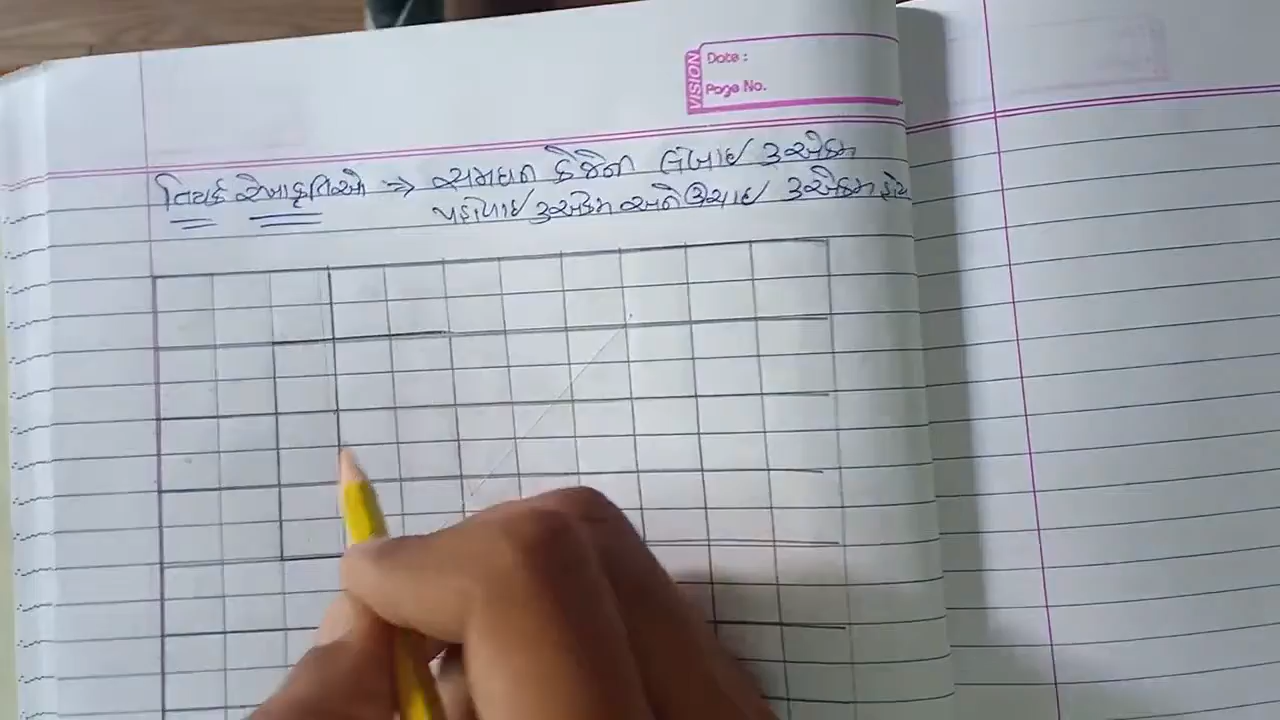 VISION
Date :
Page No.
તિર્યક રેખાકૃતિઓ → સમઘન કે જેની લંબાઇ 3 એકમ
પહોળાઇ 3 એકમ અને ઊંચાઇ 3 એકમ હોય